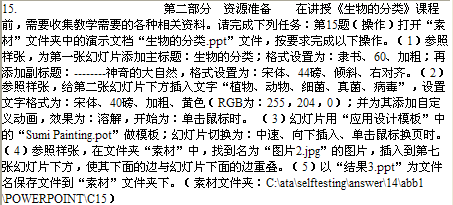 15.                    第二部分    资源准备      在讲授《生物的分类》课程
前,需要收集教学需要的各种相关资料。请完成下列任务：第15题（操作）打开“素
材”文件夹中的演示文档“生物的分类.ppt”文件，按要求完成以下操作。（1）参照
样张，为第一张幻灯片添加主标题：生物的分类；格式设置为：隶书、60、加粗；再
添加副标题：--------神奇的大自然，格式设置为：宋体、44磅、倾斜、右对齐。（2）
参照样张，给第二张幻灯片下方插入文字“植物、动物、细菌、真菌、病毒”，设置
文字格式为：宋体、40磅、加粗、黄色（RGB为：255，204，0）；并为其添加自定
义动画，效果为：溶解，开始为：单击鼠标时。（3）幻灯片用“应用设计模板”中
的“Sumi Painting.pot”做模板；幻灯片切换为：中速、向下插入、单击鼠标换页时。
（4）参照样张，在文件夹“素材”中，找到名为“图片2.jpg”的图片，插入到第七
张幻灯片下方，使其下面的边与幻灯片下面的边重叠。（5）以“结果3.ppt”为文件
名保存文件到“素材”文件夹下。（素材文件夹：C:\ata\selftesting\answer\14\abb1
\POWERPOINT\C15）